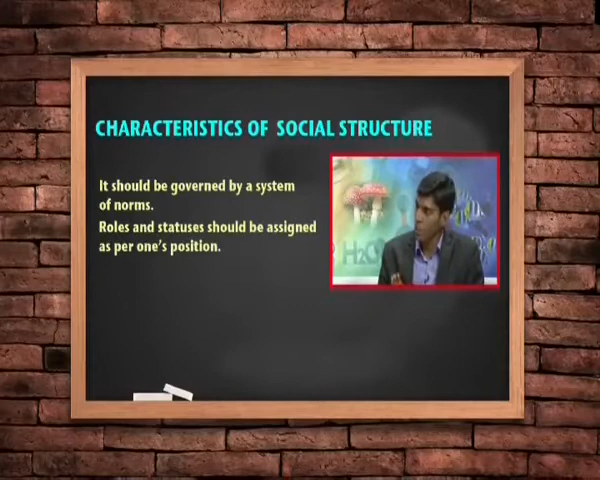 CHARACTERISTICS OF SOCIAL STRUCTURE
It should be governed by a system
of norms.
Roles and statuses should be assigned
as per one's position.
H2O